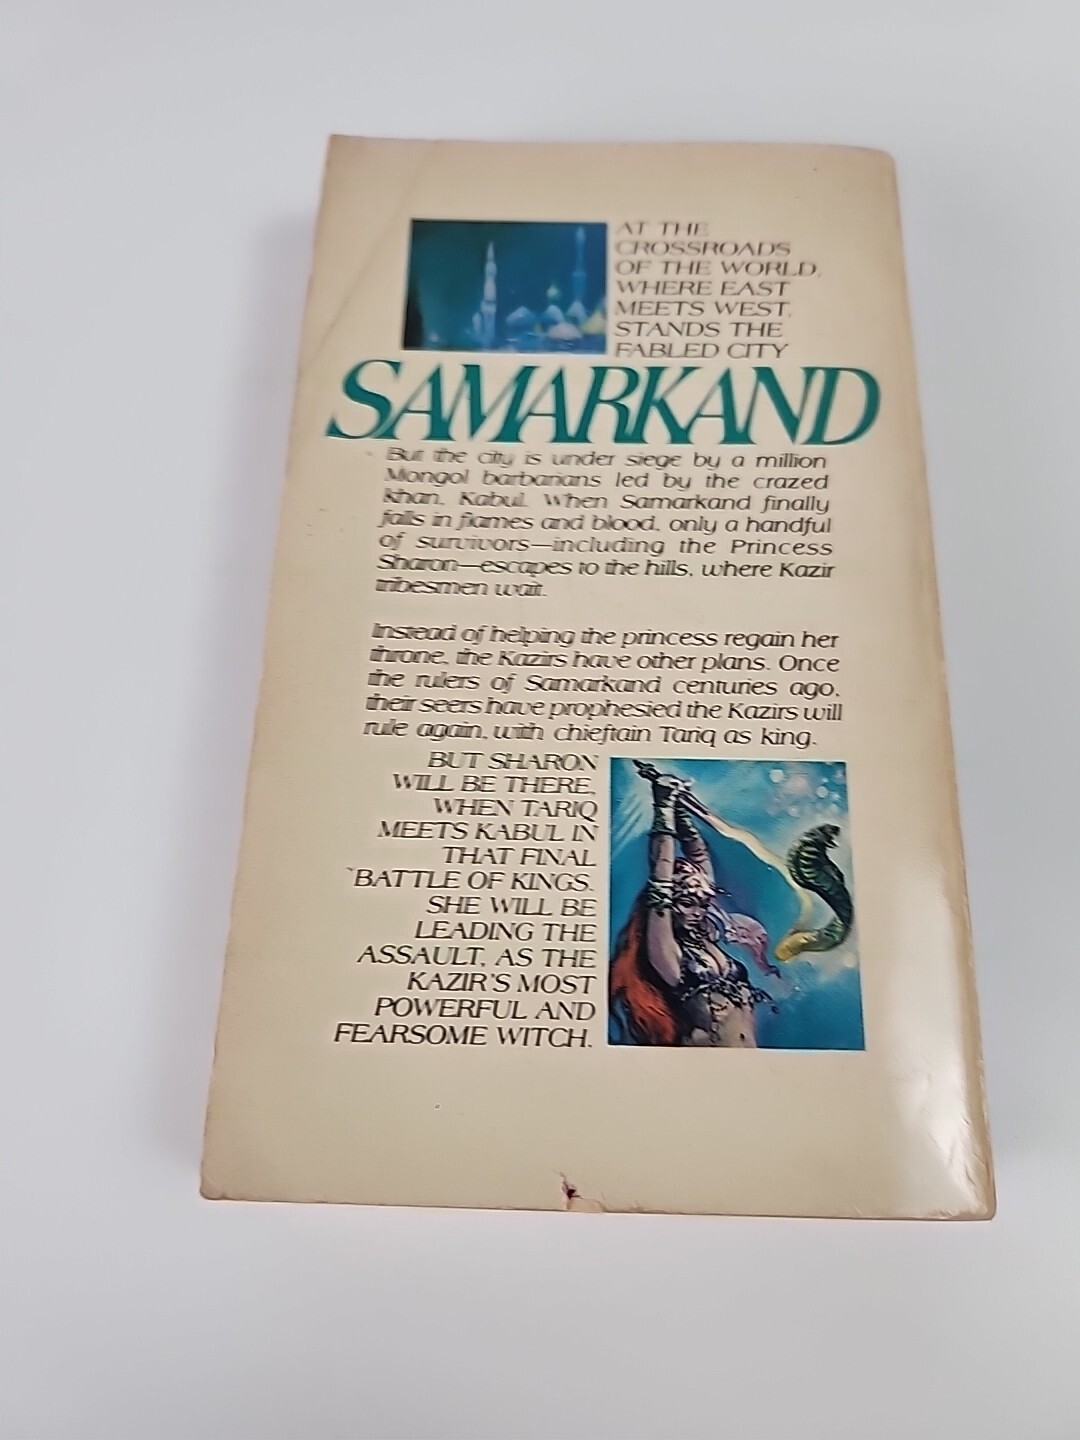 AT THE
CROSSROADS
OF THE WORLD,
WHERE EAST
MEETS WEST,
STANDS THE
FABLED CITY
SAMARKAND
But the city is under siege by a million
Mongol barbarians led by the crazed
khan, Kabul. When Samarkand finally
falls in flames and blood, only a handful
of survivors—including the Princess
Sharon—escapes to the hills, where Kazir
tribesmen wait.
Instead of helping the princess regain her
throne, the Kazirs have other plans. Once
the rulers of Samarkand centuries ago,
their seers have prophesied the Kazirs will
rule again, with chieftain Tariq as king.
BUT SHARON
WILL BE THERE,
WHEN TARIQ
MEETS KABUL IN
THAT FINAL
BATTLE OF KINGS.
SHE WILL BE
LEADING THE
ASSAULT, AS THE
KAZIR'S MOST
POWERFUL AND
FEARSOME WITCH.